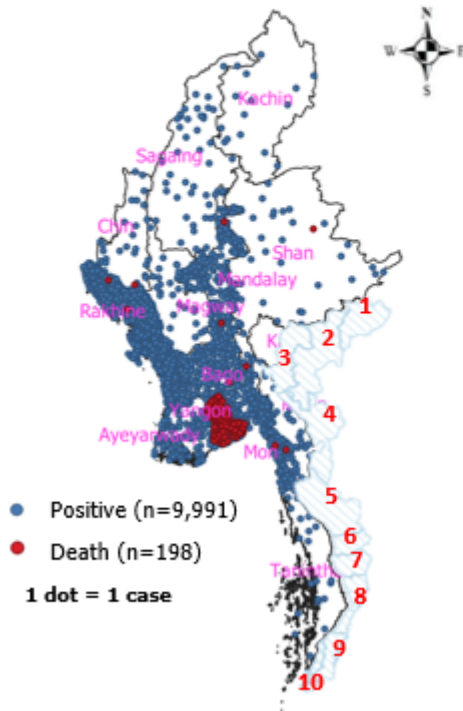 N
W E
S
Kachin
Sagaing
Chin
Shan
Mandalay
Rakhine
Magway
1
2
K
3
Bago
Yangon
4
Ayeyarwady
Mon
5
Positive (n=9,991)
6
Death (n=198)
7
Taninth
1 dot = 1 case
8
9
10